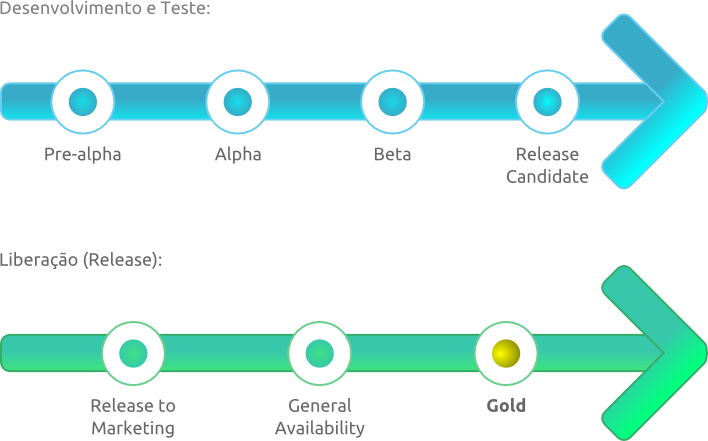 Desenvolvimento e Teste:
Pre-alpha
Alpha
Beta
Release
Candidate
Liberação (Release):
Release to
Marketing
General
Availability
Gold